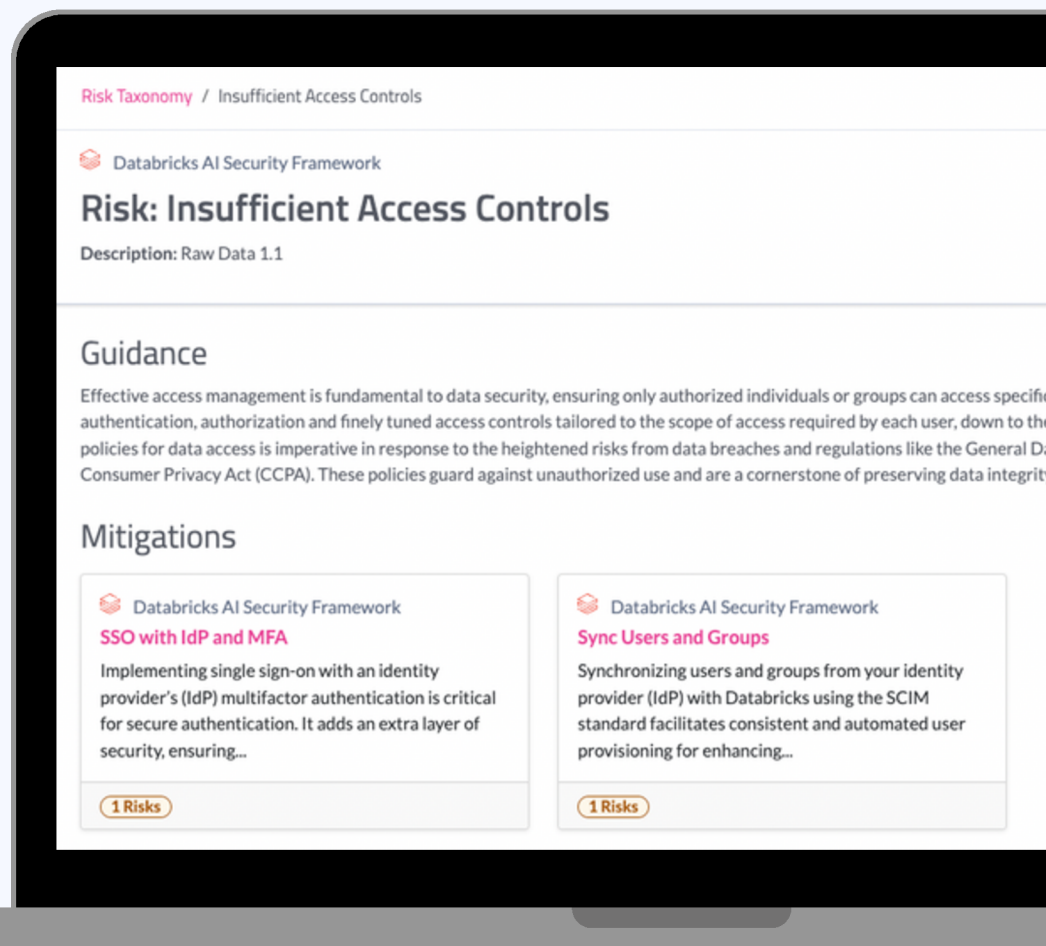 Risk Taxonomy / Insufficient Access Controls
Databricks AI Security Framework
Risk: Insufficient Access Controls
Description: Raw Data 1.1
Guidance
Effective access management is fundamental to data security, ensuring only authorized individuals or groups can access specific
authentication, authorization and finely tuned access controls tailored to the scope of access required by each user, down to the
policies for data access is imperative in response to the heightened risks from data breaches and regulations like the General Da
Consumer Privacy Act (CCPA). These policies guard against unauthorized use and are a cornerstone of preserving data integrity
Mitigations
Databricks AI Security Framework
SSO with IdP and MFA
Implementing single sign-on with an identity
provider's (IdP) multifactor authentication is critical
for secure authentication. It adds an extra layer of
security, ensuring...
1 Risks
Databricks AI Security Framework
Sync Users and Groups
Synchronizing users and groups from your identity
provider (IdP) with Databricks using the SCIM
standard facilitates consistent and automated user
provisioning for enhancing...
1 Risks